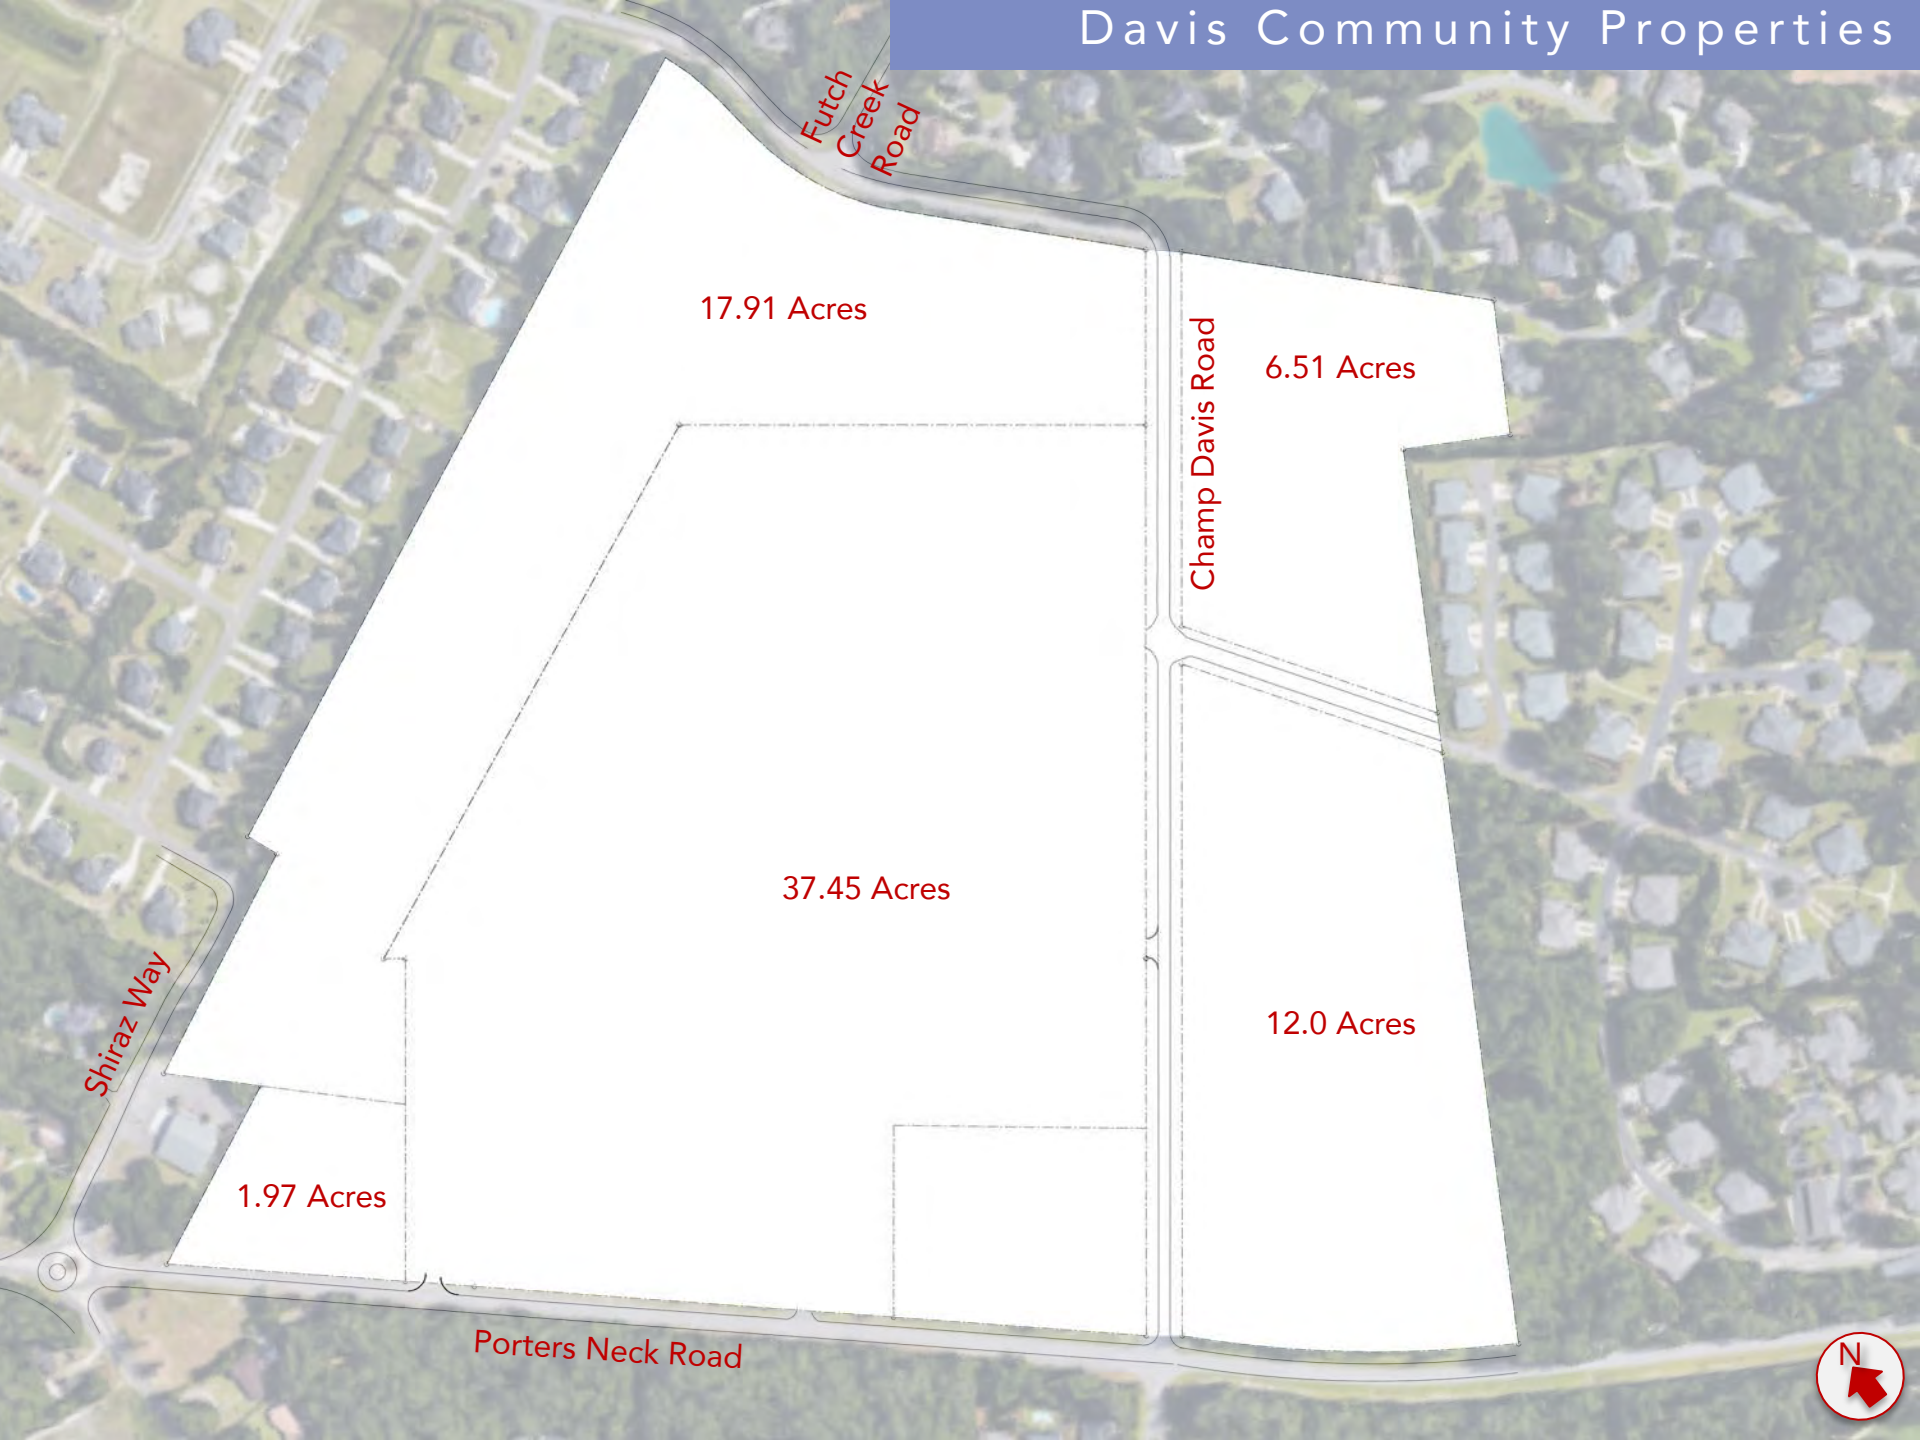 Davis Community Properties
Futch
Creek
Road
17.91 Acres
6.51 Acres
Champ Davis Road
37.45 Acres
Shiraz Way
12.0 Acres
1.97 Acres
Porters Neck Road
N